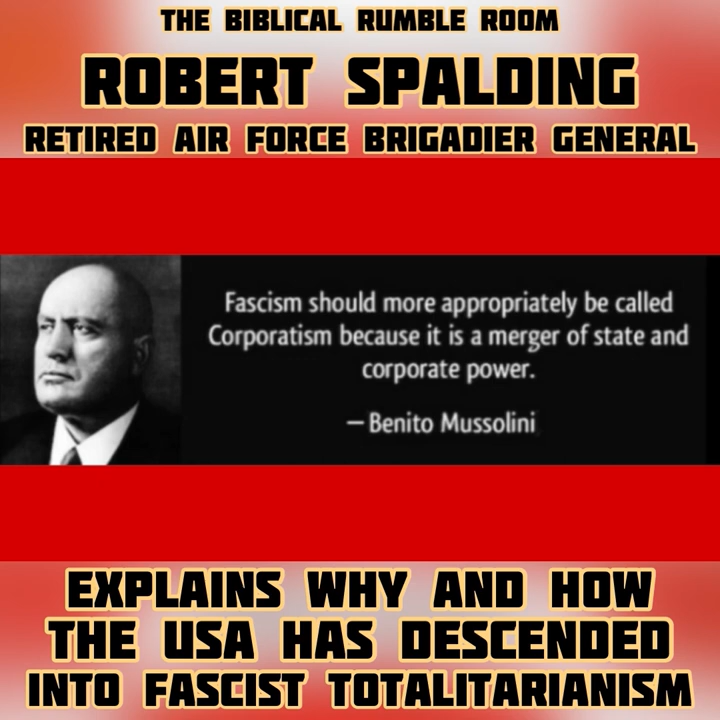 THE BIBLICAL RUMBLE ROOM
ROBERT SPALDING
RETIRED AIR FORCE BRIGADIER GENERAL
Fascism should more appropriately be called
Corporatism because it is a merger of state and
corporate power.
— Benito Mussolini
EXPLAINS WHY AND HOW
THE USA HAS DESCENDED
INTO FASCIST TOTALITARIANISM